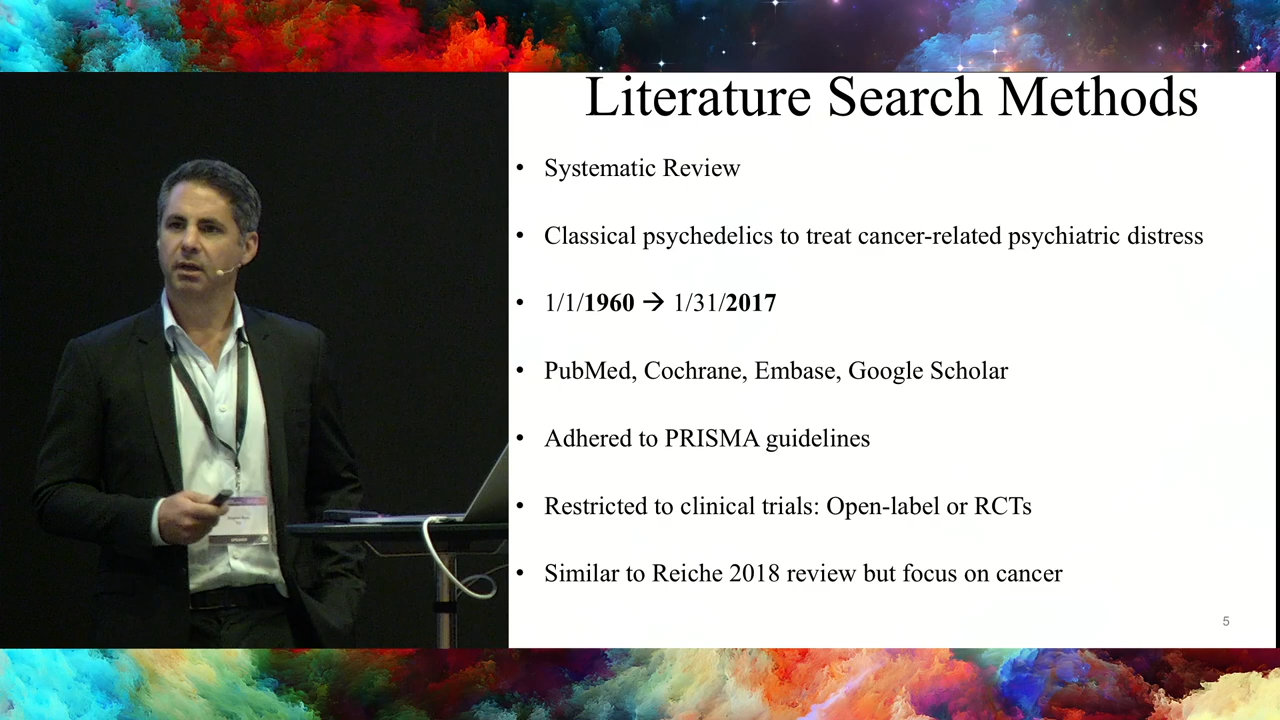 Literature Search Methods
• Systematic Review
• Classical psychedelics to treat cancer-related psychiatric distress
• 1/1/1960 → 1/31/2017
• PubMed, Cochrane, Embase, Google Scholar
• Adhered to PRISMA guidelines
• Restricted to clinical trials: Open-label or RCTs
• Similar to Reiche 2018 review but focus on cancer
5